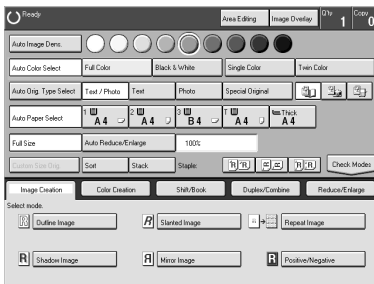 Ready Area Editing Image Overlay Q'ty 1 Copy 0
Auto Image Dens.
Auto Color Select Full Color Black & White Single Color Twin Color
Auto Orig. Type Select Text / Photo Text Photo Special Original
Auto Paper Select 1 A4 2 A4 3 B4 T A4 Thick A4
Full Size Auto Reduce/Enlarge 100%
Custom Size Orig. Sort Stack Staple: Check Modes
Image Creation Color Creation Shift/Book Duplex/Combine Reduce/Enlarge
Select mode.
R Outline Image R Slanted Image Repeat Image
R Shadow Image R Mirror Image R Positive/Negative